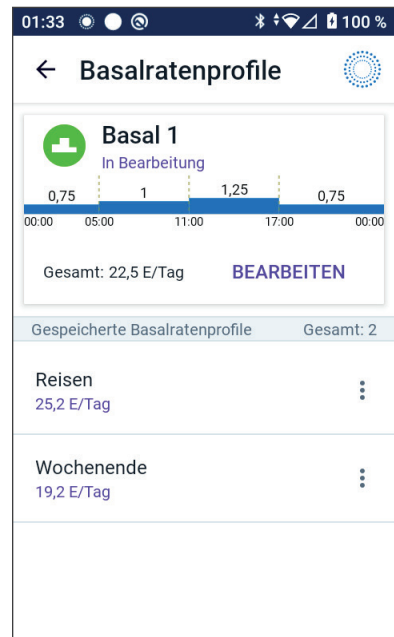 01:33 100 %
Basalratenprofile
Basal 1
In Bearbeitung
0,75 1 1,25 0,75
00:00 05:00 11:00 17:00 00:00
Gesamt: 22,5 E/Tag BEARBEITEN
Gespeicherte Basalratenprofile Gesamt: 2
Reisen
25,2 E/Tag
Wochenende
19,2 E/Tag